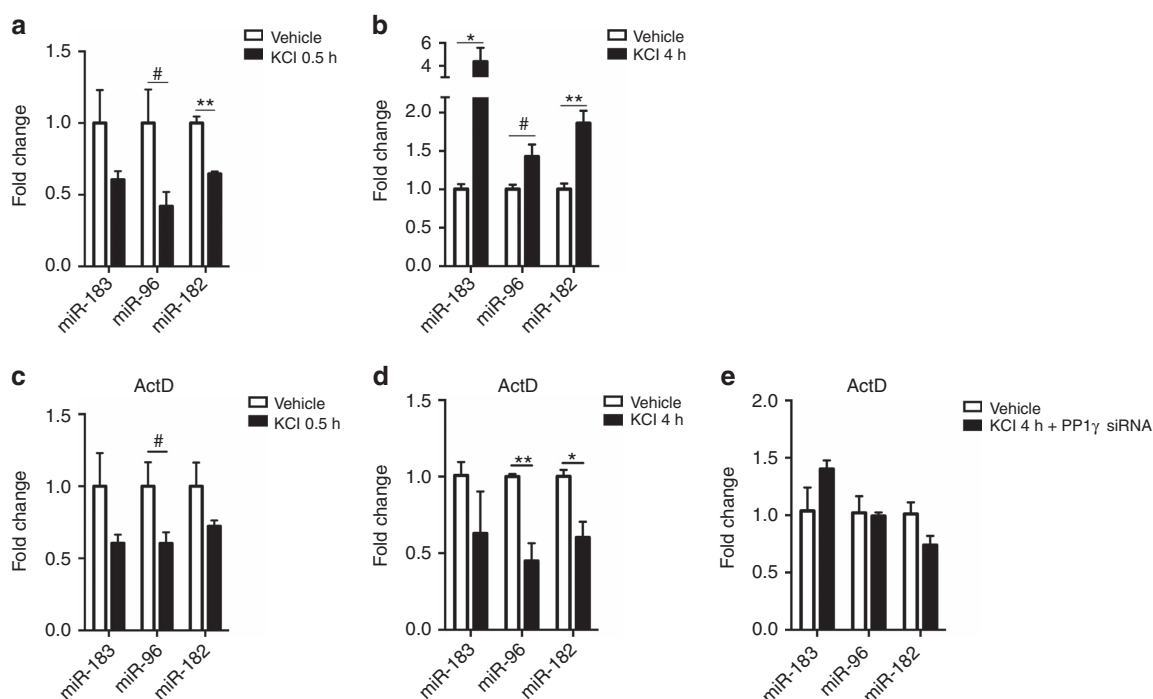 a
Vehicle
KCl 0.5 h
Fold change
1.5
1.0
0.5
0.0
#
**
miR-183
miR-96
miR-182
b
Vehicle
KCl 4 h
Fold change
6
4
2.0
1.0
0.5
0.0
*
#
**
miR-183
miR-96
miR-182
c
ActD
Vehicle
KCl 0.5 h
Fold change
1.5
1.0
0.5
0.0
#
miR-183
miR-96
miR-182
d
ActD
Vehicle
KCl 4 h
Fold change
1.5
1.0
0.5
0.0
**
*
miR-183
miR-96
miR-182
e
ActD
Vehicle
KCl 4 h + PP1γ siRNA
Fold change
2.0
1.5
1.0
0.5
0.0
miR-183
miR-96
miR-182